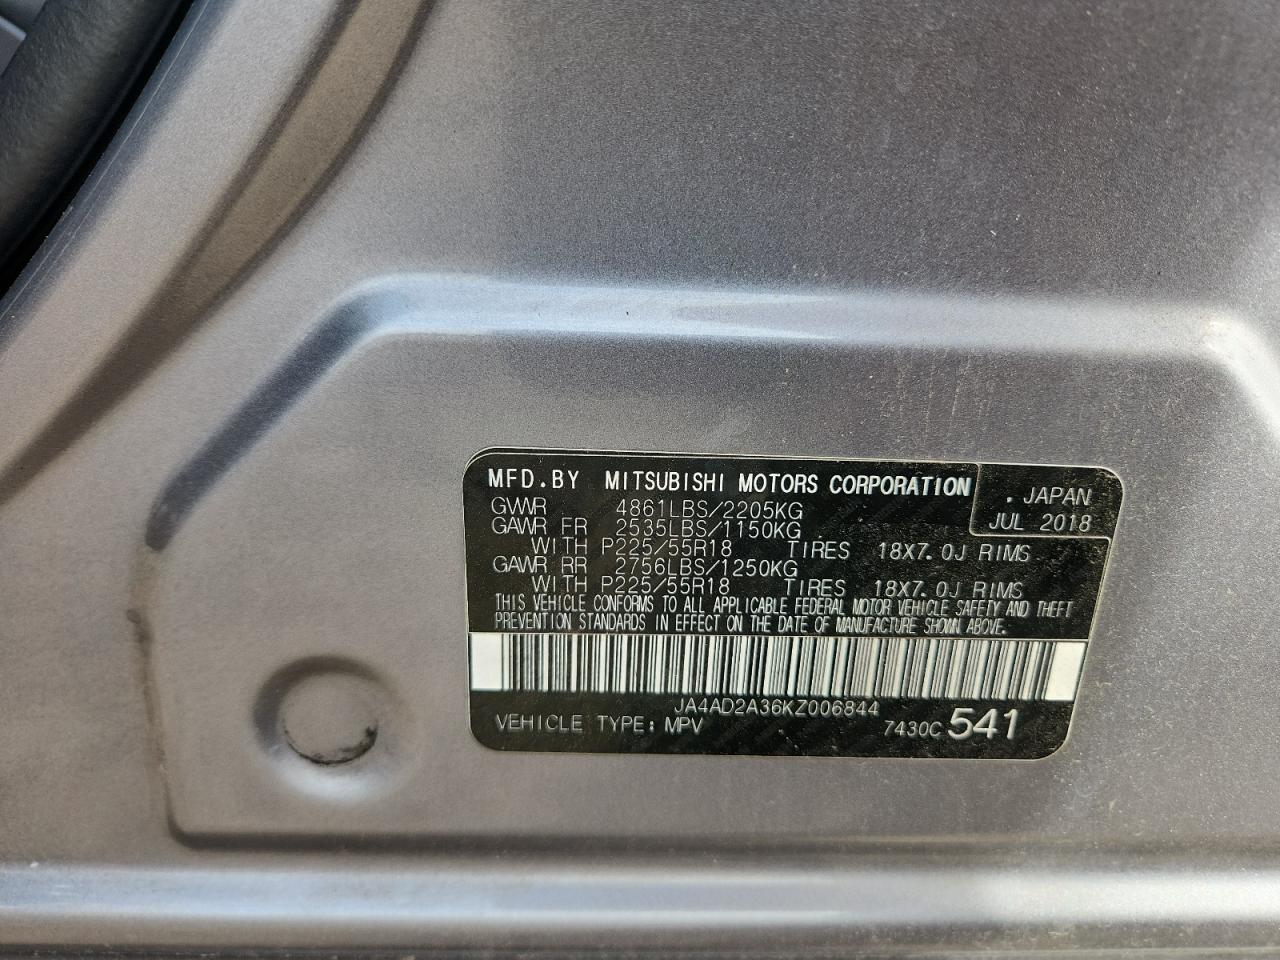 MFD.BY MITSUBISHI MOTORS CORPORATION
. JAPAN
JUL 2018
GVWR 4861LBS/2205KG
GAWR FR 2535LBS/1150KG
WITH P225/55R18 TIRES 18X7.0J RIMS
GAWR RR 2756LBS/1250KG
WITH P225/55R18 TIRES 18X7.0J RIMS
THIS VEHICLE CONFORMS TO ALL APPLICABLE FEDERAL MOTOR VEHICLE SAFETY AND THEFT
PREVENTION STANDARDS IN EFFECT ON THE DATE OF MANUFACTURE SHOWN ABOVE.
JA4AD2A36KZ006844
VEHICLE TYPE: MPV 7430C 541